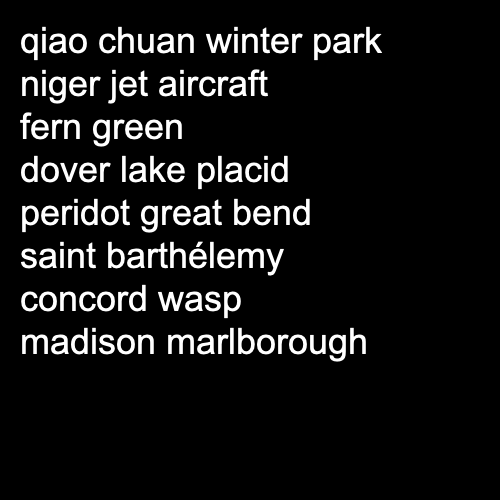 qiao chuan winter park
niger jet aircraft
fern green
dover lake placid
peridot great bend
saint barthélemy
concord wasp
madison marlborough